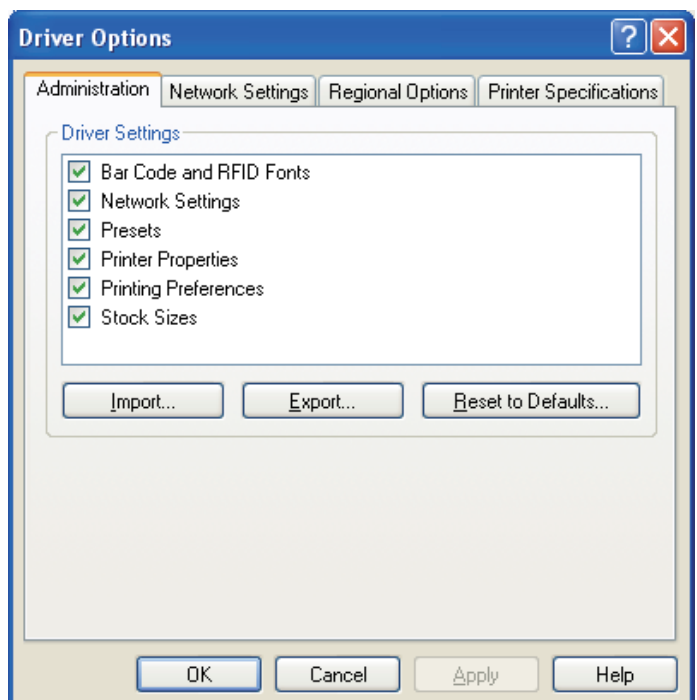 Driver Options
Administration Network Settings Regional Options Printer Specifications
Driver Settings
Bar Code and RFID Fonts
Network Settings
Presets
Printer Properties
Printing Preferences
Stock Sizes
Import... Export... Reset to Defaults...
OK Cancel Apply Help